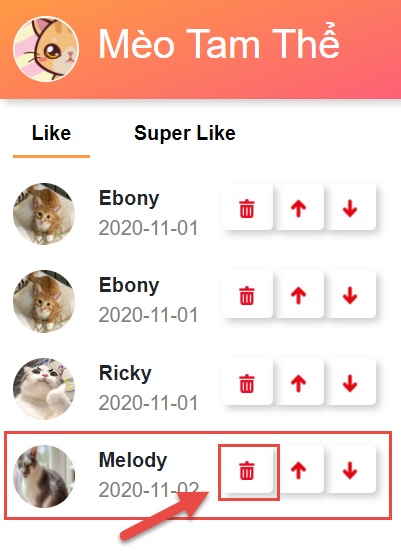 Mèo Tam Thể
Like Super Like
Ebony
2020-11-01
Ebony
2020-11-01
Ricky
2020-11-01
Melody
2020-11-02